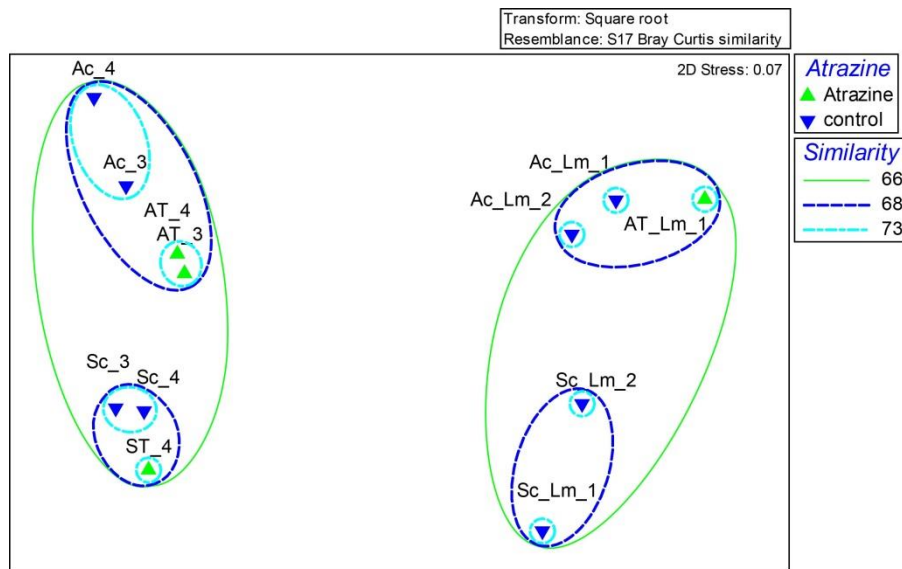 Transform: Square root
Resemblance: S17 Bray Curtis similarity
2D Stress: 0.07
Atrazine
Atrazine
control
Similarity
66
68
73
Ac_4
Ac_3
AT_4
AT_3
Sc_3
Sc_4
ST_4
Ac_Lm_1
Ac_Lm_2
AT_Lm_1
Sc_Lm_2
Sc_Lm_1